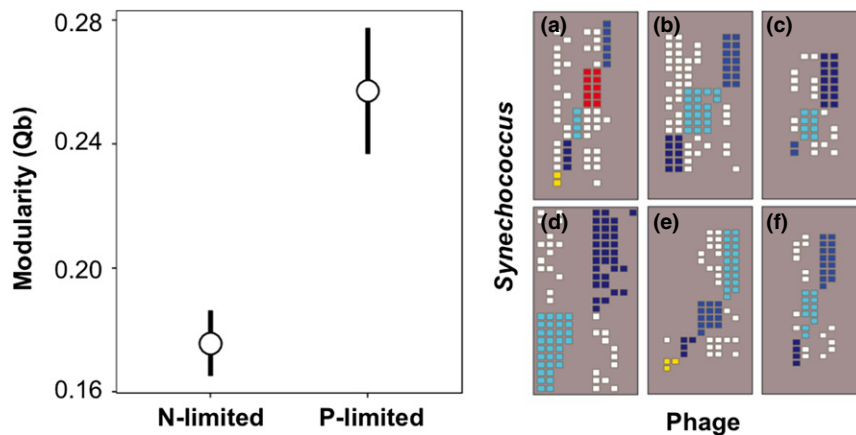 0.28
0.24
0.20
0.16
Modularity (Qb)
N-limited P-limited
Synechococcus
(a) (b) (c)
(d) (e) (f)
Phage